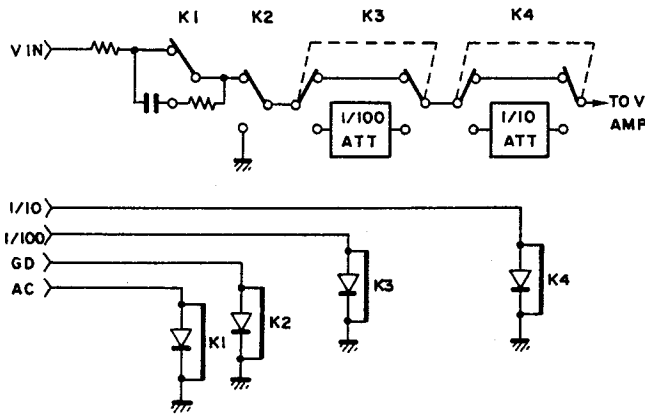 K1 K2 K3 K4
V IN
1/100
ATT
1/10
ATT
TO V
AMP
1/10
1/100
GD
AC
K1
K2
K3
K4